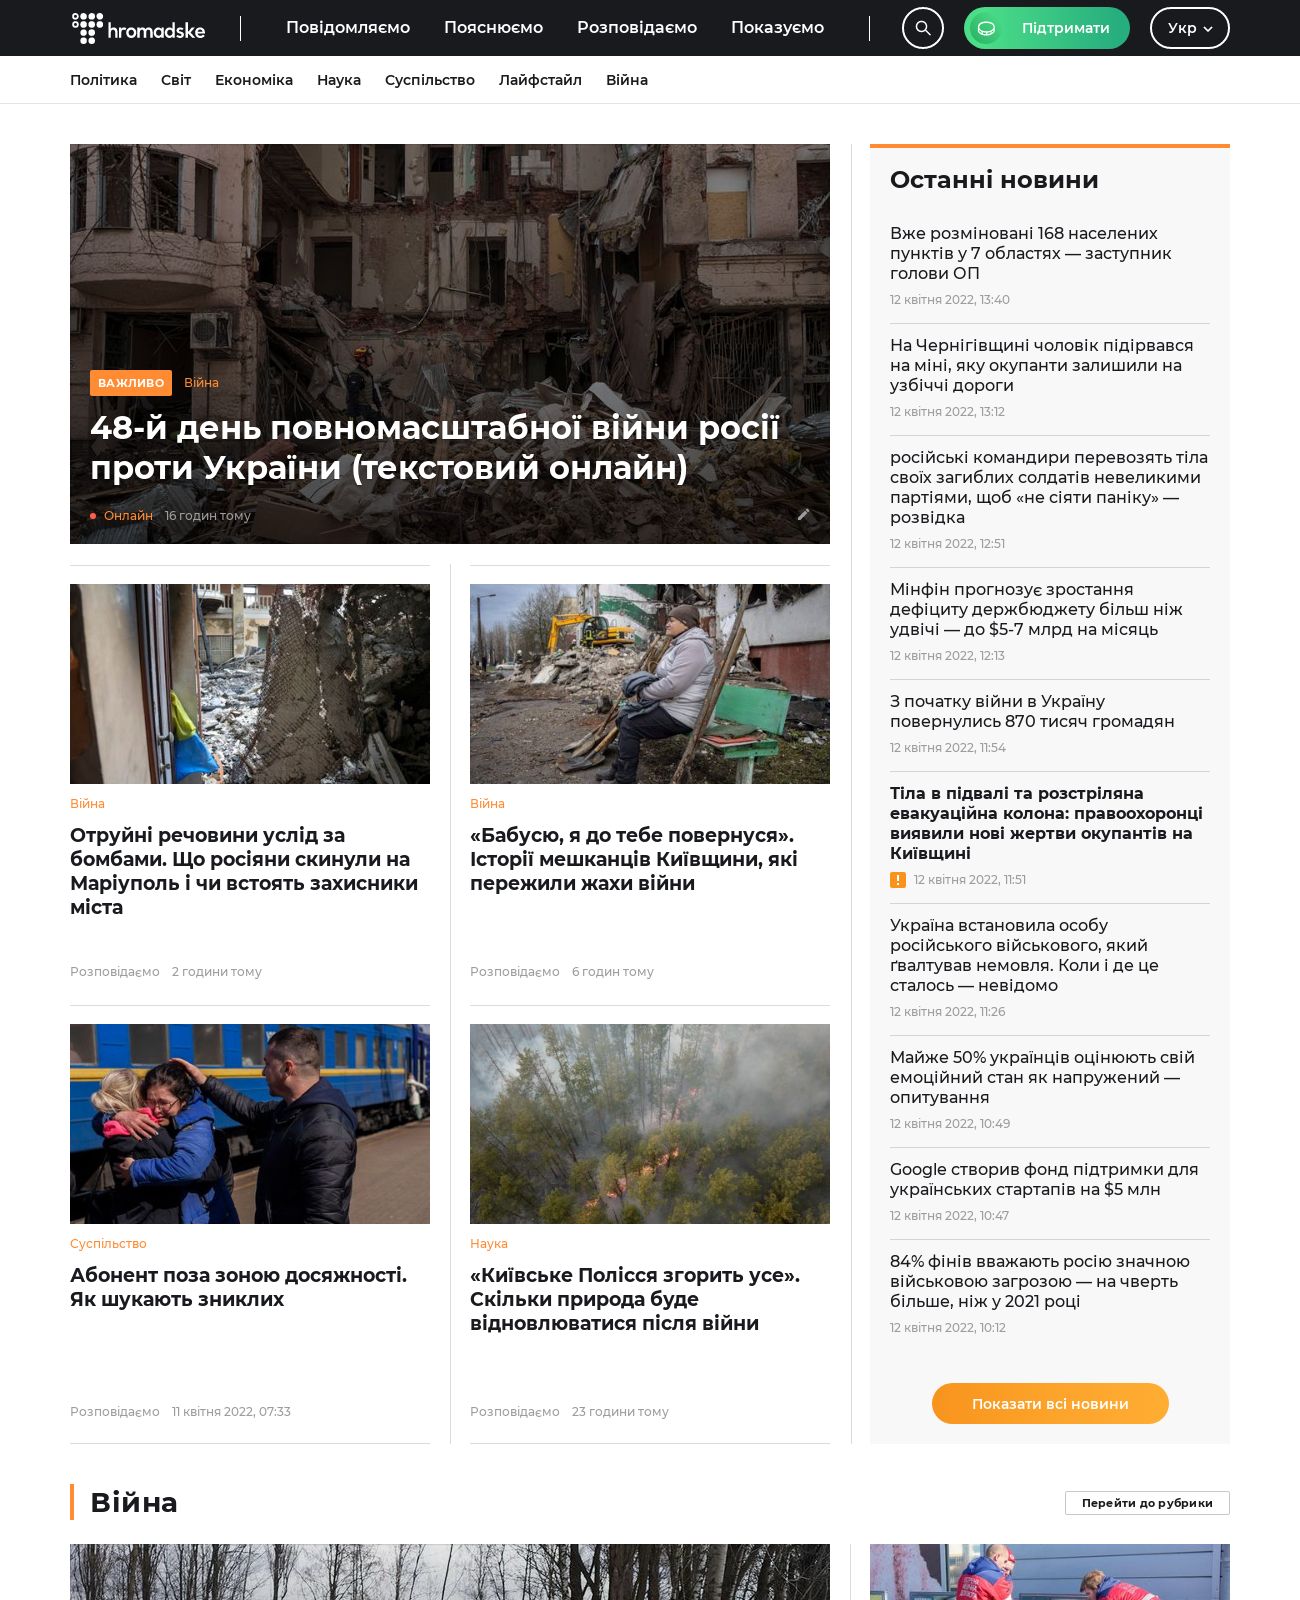 hromadske
Повідомляємо
Пояснюємо
Розповідаємо
Показуємо
Підтримати
Укр
Політика
Світ
Економіка
Наука
Суспільство
Лайфстайл
Війна
ВАЖЛИВО
Війна
48-й день повномасштабної війни росії
проти України (текстовий онлайн)
Онлайн 16 годин тому
Війна
Отруйні речовини услід за
бомбами. Що росіяни скинули на
Маріуполь і чи встоять захисники
міста
Розповідаємо 2 години тому
Війна
«Бабусю, я до тебе повернуся».
Історії мешканців Київщини, які
пережили жахи війни
Розповідаємо 6 годин тому
Суспільство
Абонент поза зоною досяжності.
Як шукають зниклих
Розповідаємо 11 квітня 2022, 07:33
Наука
«Київське Полісся згорить усе».
Скільки природа буде
відновлюватися після війни
Розповідаємо 23 години тому
Останні новини
Вже розміновані 168 населених
пунктів у 7 областях — заступник
голови ОП
12 квітня 2022, 13:40
На Чернігівщині чоловік підірвався
на міні, яку окупанти залишили на
узбіччі дороги
12 квітня 2022, 13:12
російські командири перевозять тіла
своїх загиблих солдатів невеликими
партіями, щоб «не сіяти паніку» —
розвідка
12 квітня 2022, 12:51
Мінфін прогнозує зростання
дефіциту держбюджету більш ніж
удвічі — до $5-7 млрд на місяць
12 квітня 2022, 12:13
З початку війни в Україну
повернулись 870 тисяч громадян
12 квітня 2022, 11:54
Тіла в підвалі та розстріляна
евакуаційна колона: правоохоронці
виявили нові жертви окупантів на
Київщині
12 квітня 2022, 11:51
Україна встановила особу
російського військового, який
ґвалтував немовля. Коли і де це
сталось — невідомо
12 квітня 2022, 11:26
Майже 50% українців оцінюють свій
емоційний стан як напружений —
опитування
12 квітня 2022, 10:49
Google створив фонд підтримки для
українських стартапів на $5 млн
12 квітня 2022, 10:47
84% фінів вважають росію значною
військовою загрозою — на чверть
більше, ніж у 2021 році
12 квітня 2022, 10:12
Показати всі новини
Війна
Перейти до рубрики